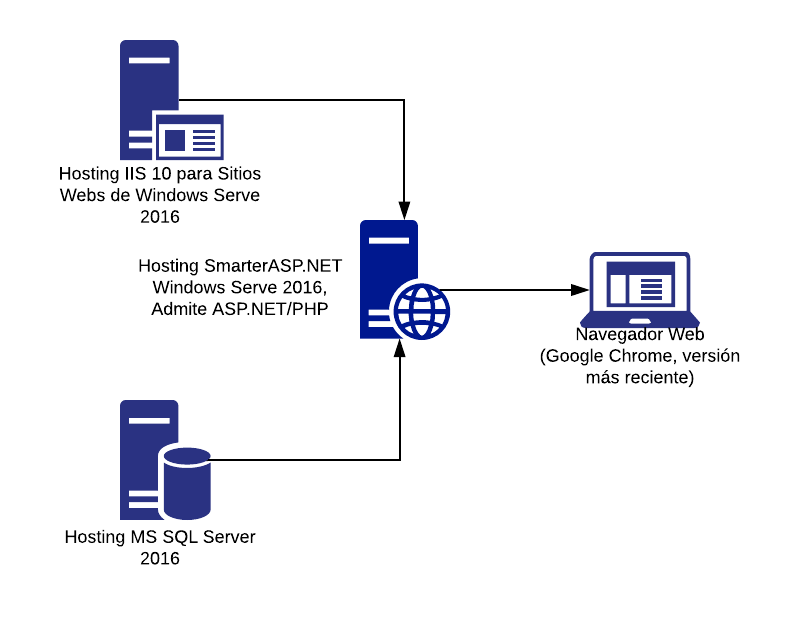 Hosting IIS 10 para Sitios
Webs de Windows Serve
2016
Hosting SmarterASP.NET
Windows Serve 2016,
Admite ASP.NET/PHP
Navegador Web
(Google Chrome, versión
más reciente)
Hosting MS SQL Server
2016